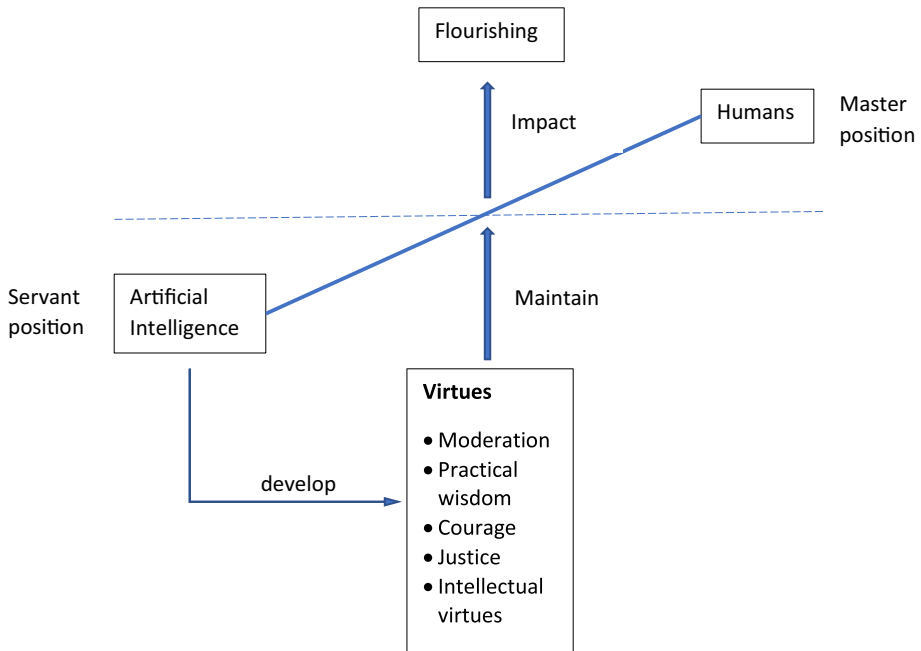 Flourishing
Impact
Humans
Master
position
Servant
position
Artificial
Intelligence
Maintain
develop
Virtues
• Moderation
• Practical
wisdom
• Courage
• Justice
• Intellectual
virtues